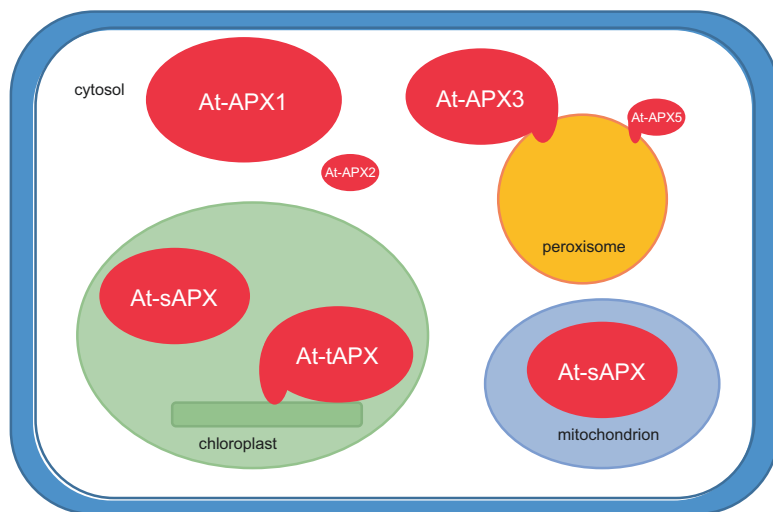 cytosol
At-APX1
At-APX3
At-APX5
At-APX2
peroxisome
At-sAPX
At-tAPX
At-sAPX
chloroplast
mitochondrion